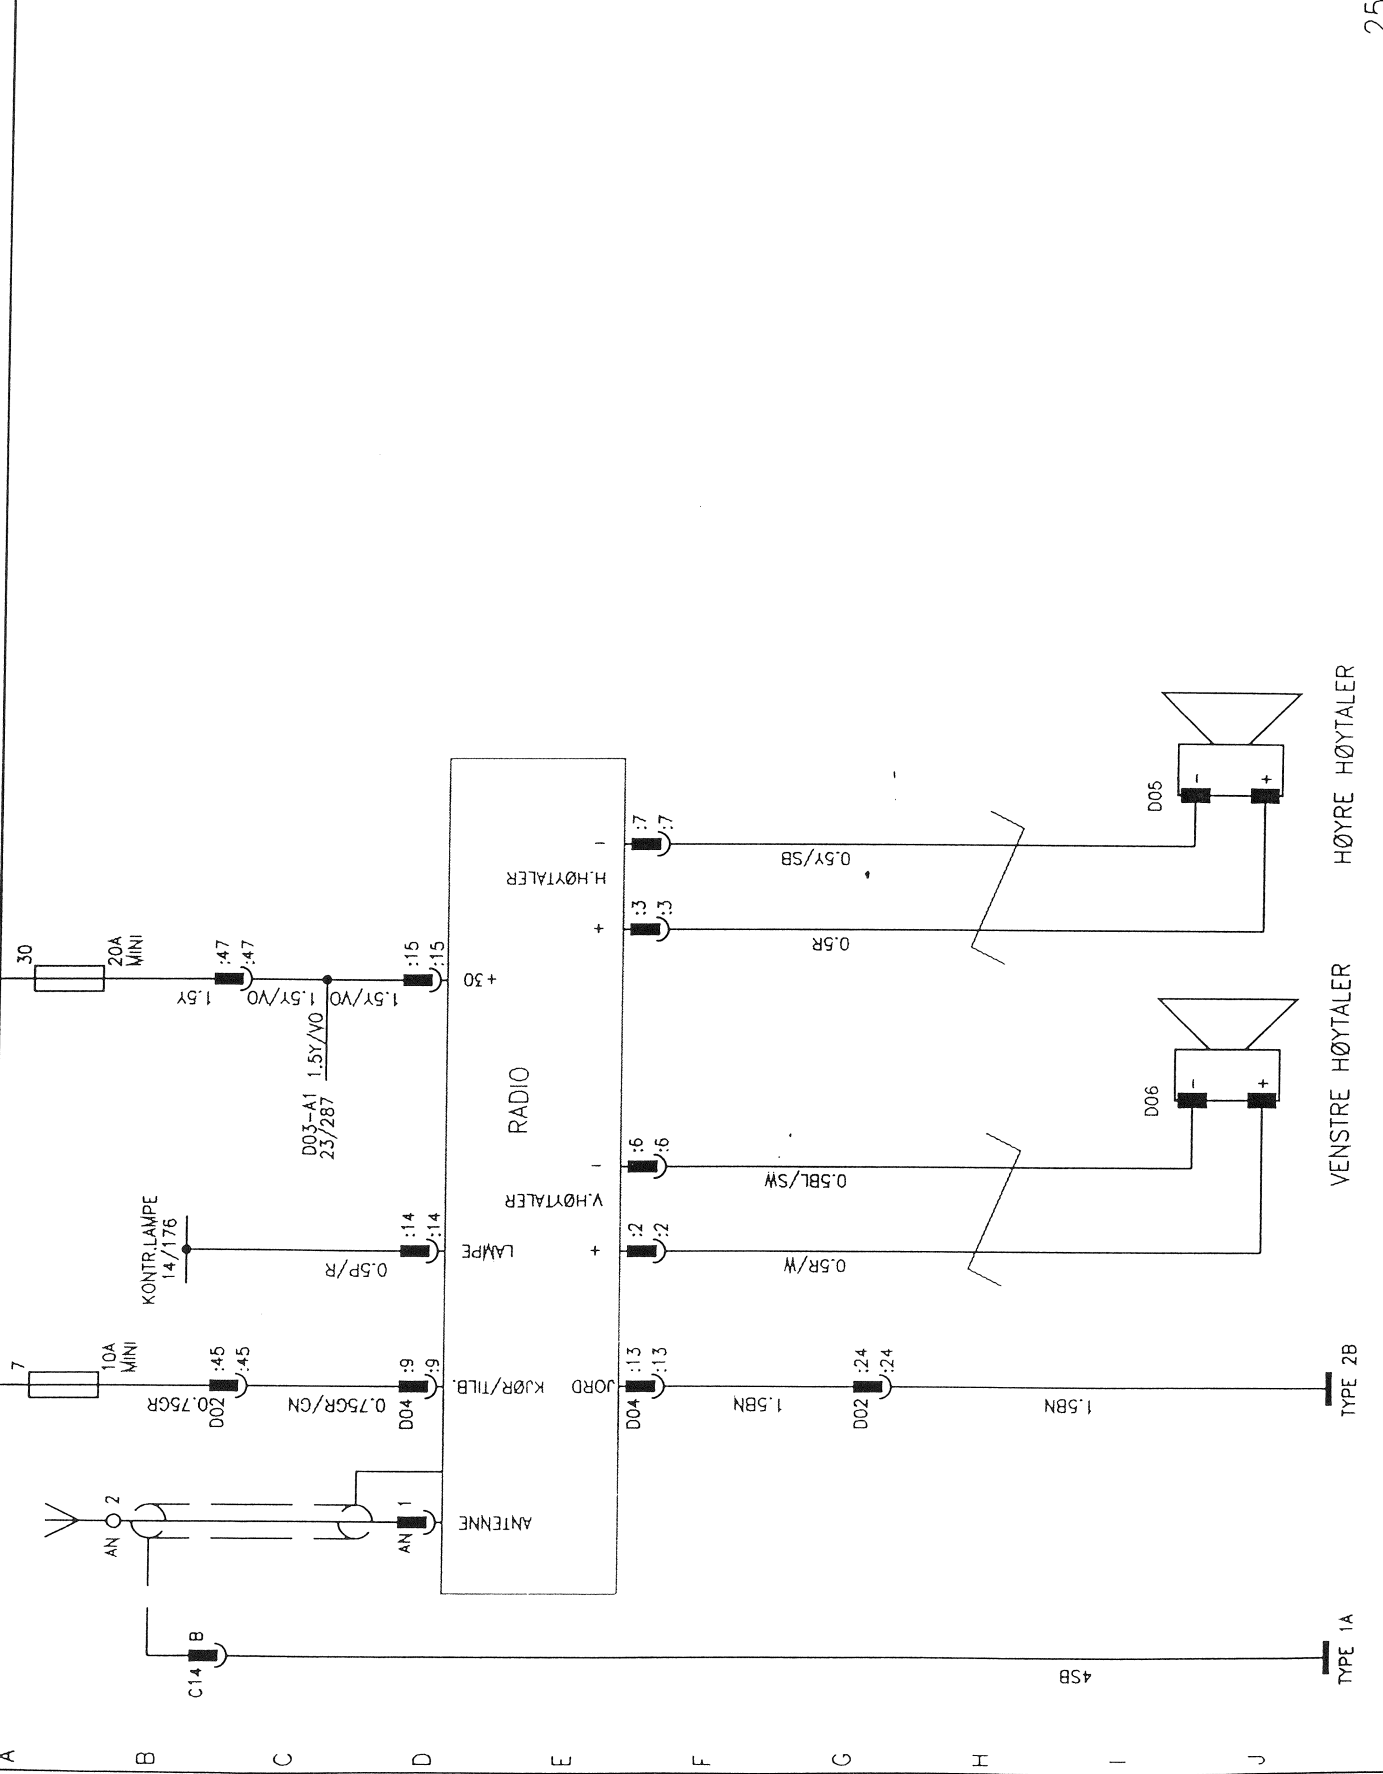 25
A
B
C
D
E
F
G
H
I
J
30
20A
MINI
1.5Y
:47
:47
1.5Y/VO
1.5Y/VO
1.5Y/VO
D03-A1
23/287
:15
:15
+30
KONTR.LAMPE
14/176
0.5P/R
:14
:14
LAMPE
7
10A
MINI
0.75GR
D02
:45
:45
0.75GR/GN
D04
:9
:9
KJØR/TILB.
AN
2
AN
1
ANTENNE
C14
B
4SB
TYPE 1A
RADIO
JORD
D04
:13
:13
1.5BN
D02
:24
:24
1.5BN
TYPE 2B
V.HØYTALER
+
-
:2
:2
0.5R/W
:6
:6
0.5BL/SW
D06
-
+
VENSTRE HØYTALER
H.HØYTALER
+
-
:3
:3
0.5R
:7
:7
0.5Y/SB
D05
-
+
HØYRE HØYTALER